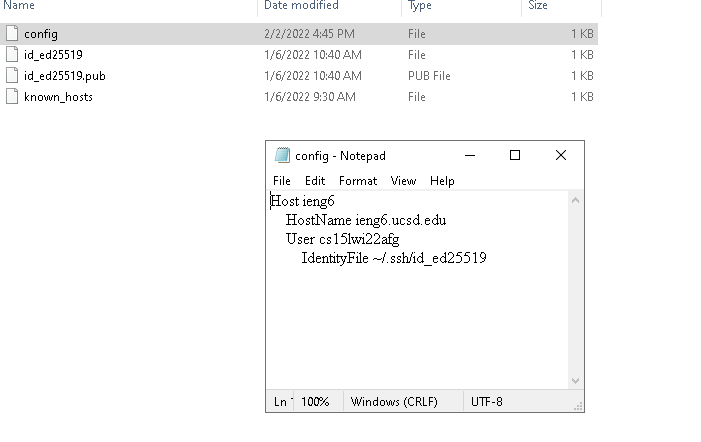 Name Date modified Type Size
config 2/2/2022 4:45 PM File 1 KB
id_ed25519 1/6/2022 10:40 AM File 1 KB
id_ed25519.pub 1/6/2022 10:40 AM PUB File 1 KB
known_hosts 1/6/2022 9:30 AM File 1 KB
config - Notepad
File Edit Format View Help
Host ieng6
HostName ieng6.ucsd.edu
User cs15lwi22afg
IdentityFile ~/.ssh/id_ed25519
Ln 100% Windows (CRLF) UTF-8